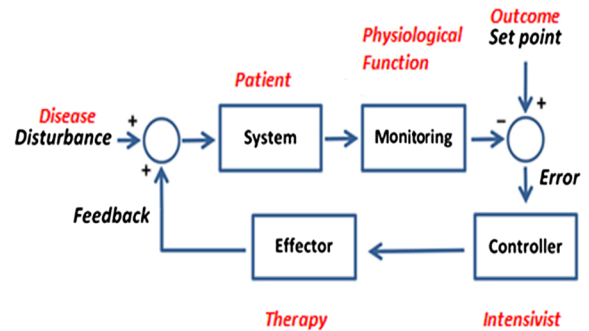 Outcome
Set point
Physiological
Function
Patient
Disease
Disturbance
+
+
System
Monitoring
−
+
Error
Feedback
Effector
Controller
Therapy
Intensivist